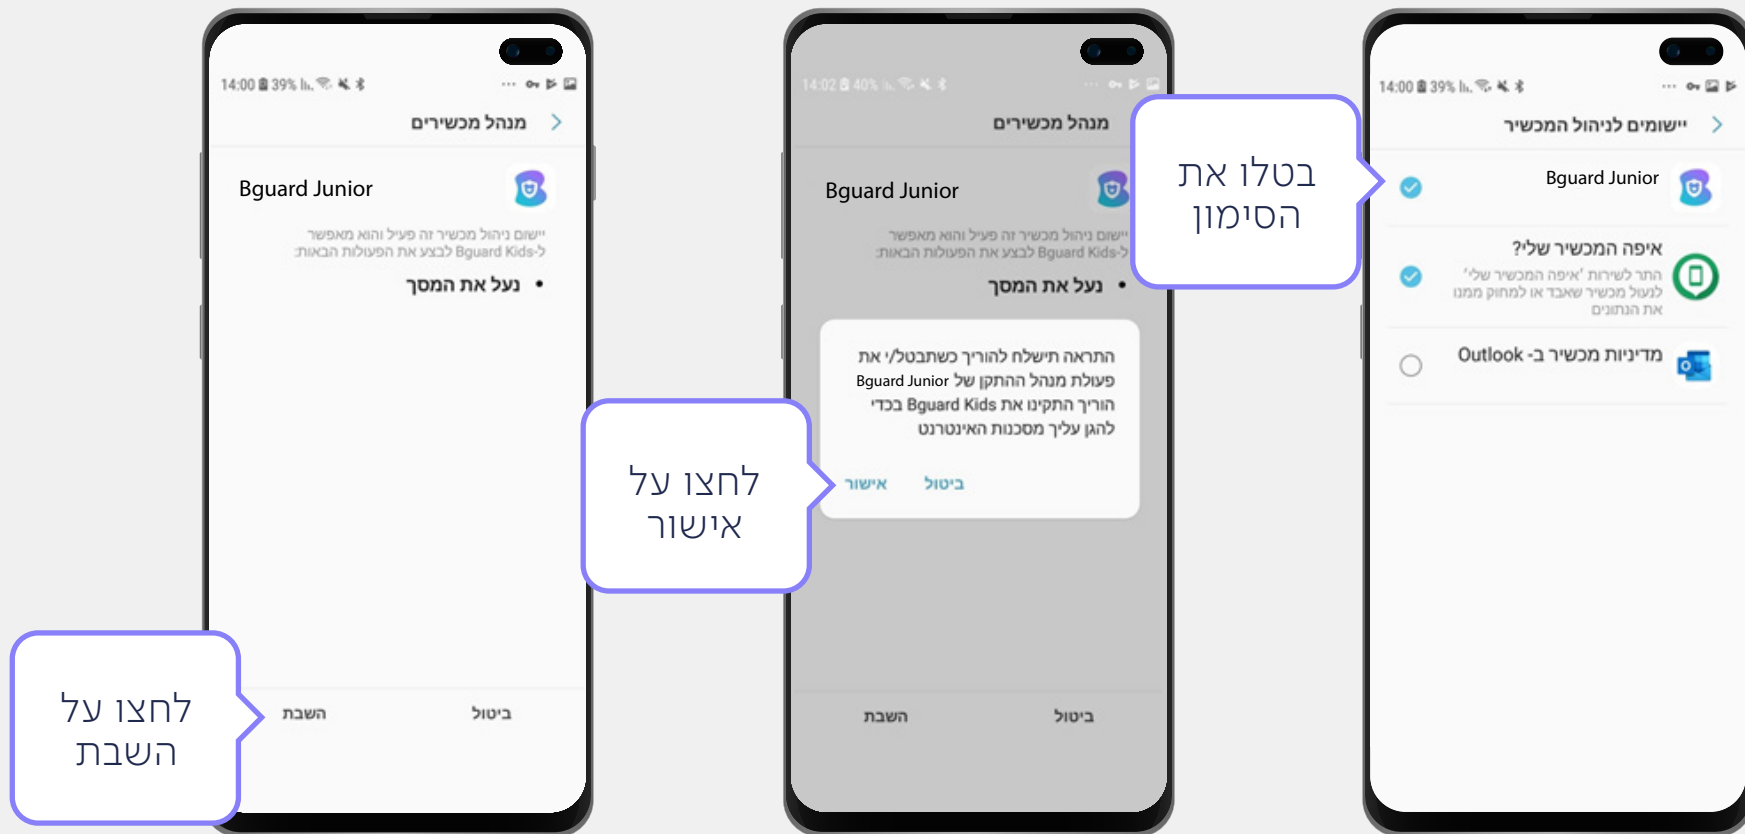 14:00 39%
יישומים לניהול המכשיר
Bguard Junior
איפה המכשיר שלי?
התר לשירות 'איפה המכשיר שלי'
לנעול מכשיר שאבד או למחוק ממנו
את הנתונים
מדיניות מכשיר ב- Outlook
בטלו את
הסימון
14:02 40%
מנהל מכשירים
Bguard Junior
יישום ניהול מכשיר זה פעיל והוא מאפשר
ל-Bguard Kids לבצע את הפעולות הבאות:
• נעל את המסך
התראה תישלח להוריך כשתבטל/י את
פעולת מנהל ההתקן של Bguard Junior
הוריך התקינו את Bguard Kids בכדי
להגן עליך מסכנות האינטרנט
ביטול
אישור
ביטול
השבת
לחצו על
אישור
14:00 39%
מנהל מכשירים
Bguard Junior
יישום ניהול מכשיר זה פעיל והוא מאפשר
ל-Bguard Kids לבצע את הפעולות הבאות:
• נעל את המסך
ביטול
השבת
לחצו על
השבת